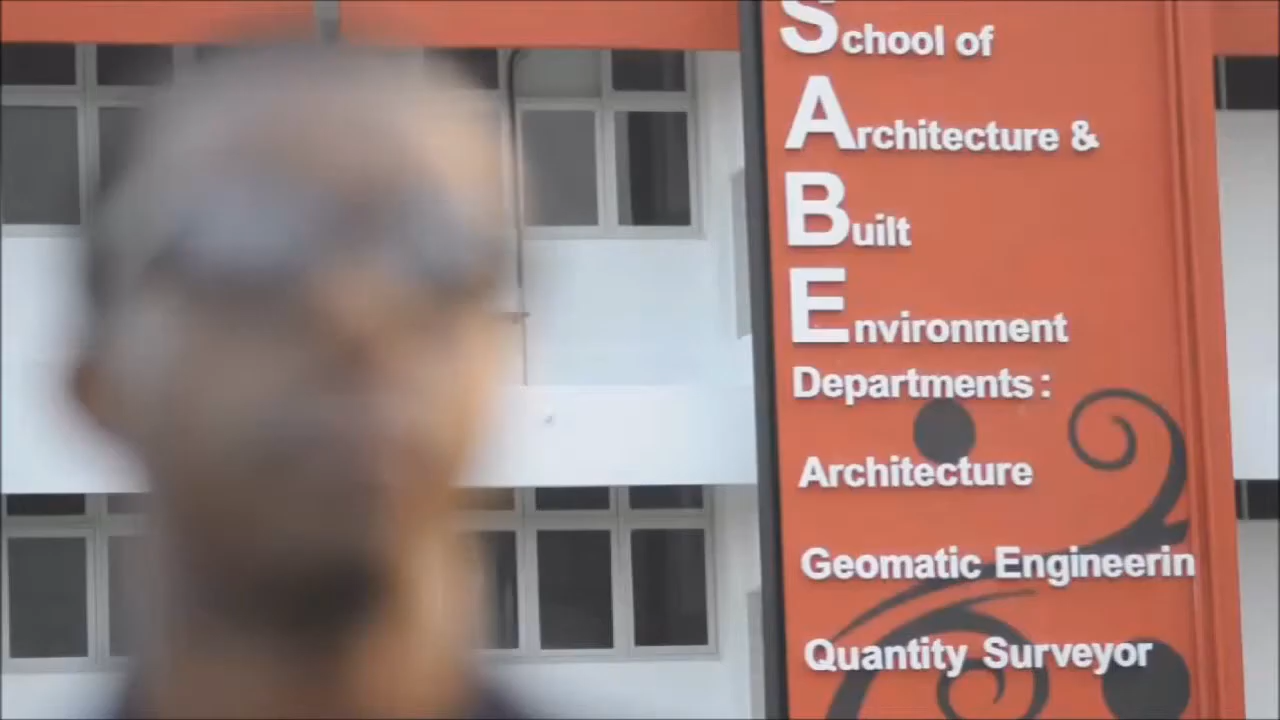 School of
Architecture &
Built
Environment
Departments :
Architecture
Geomatic Engineerin
Quantity Surveyor